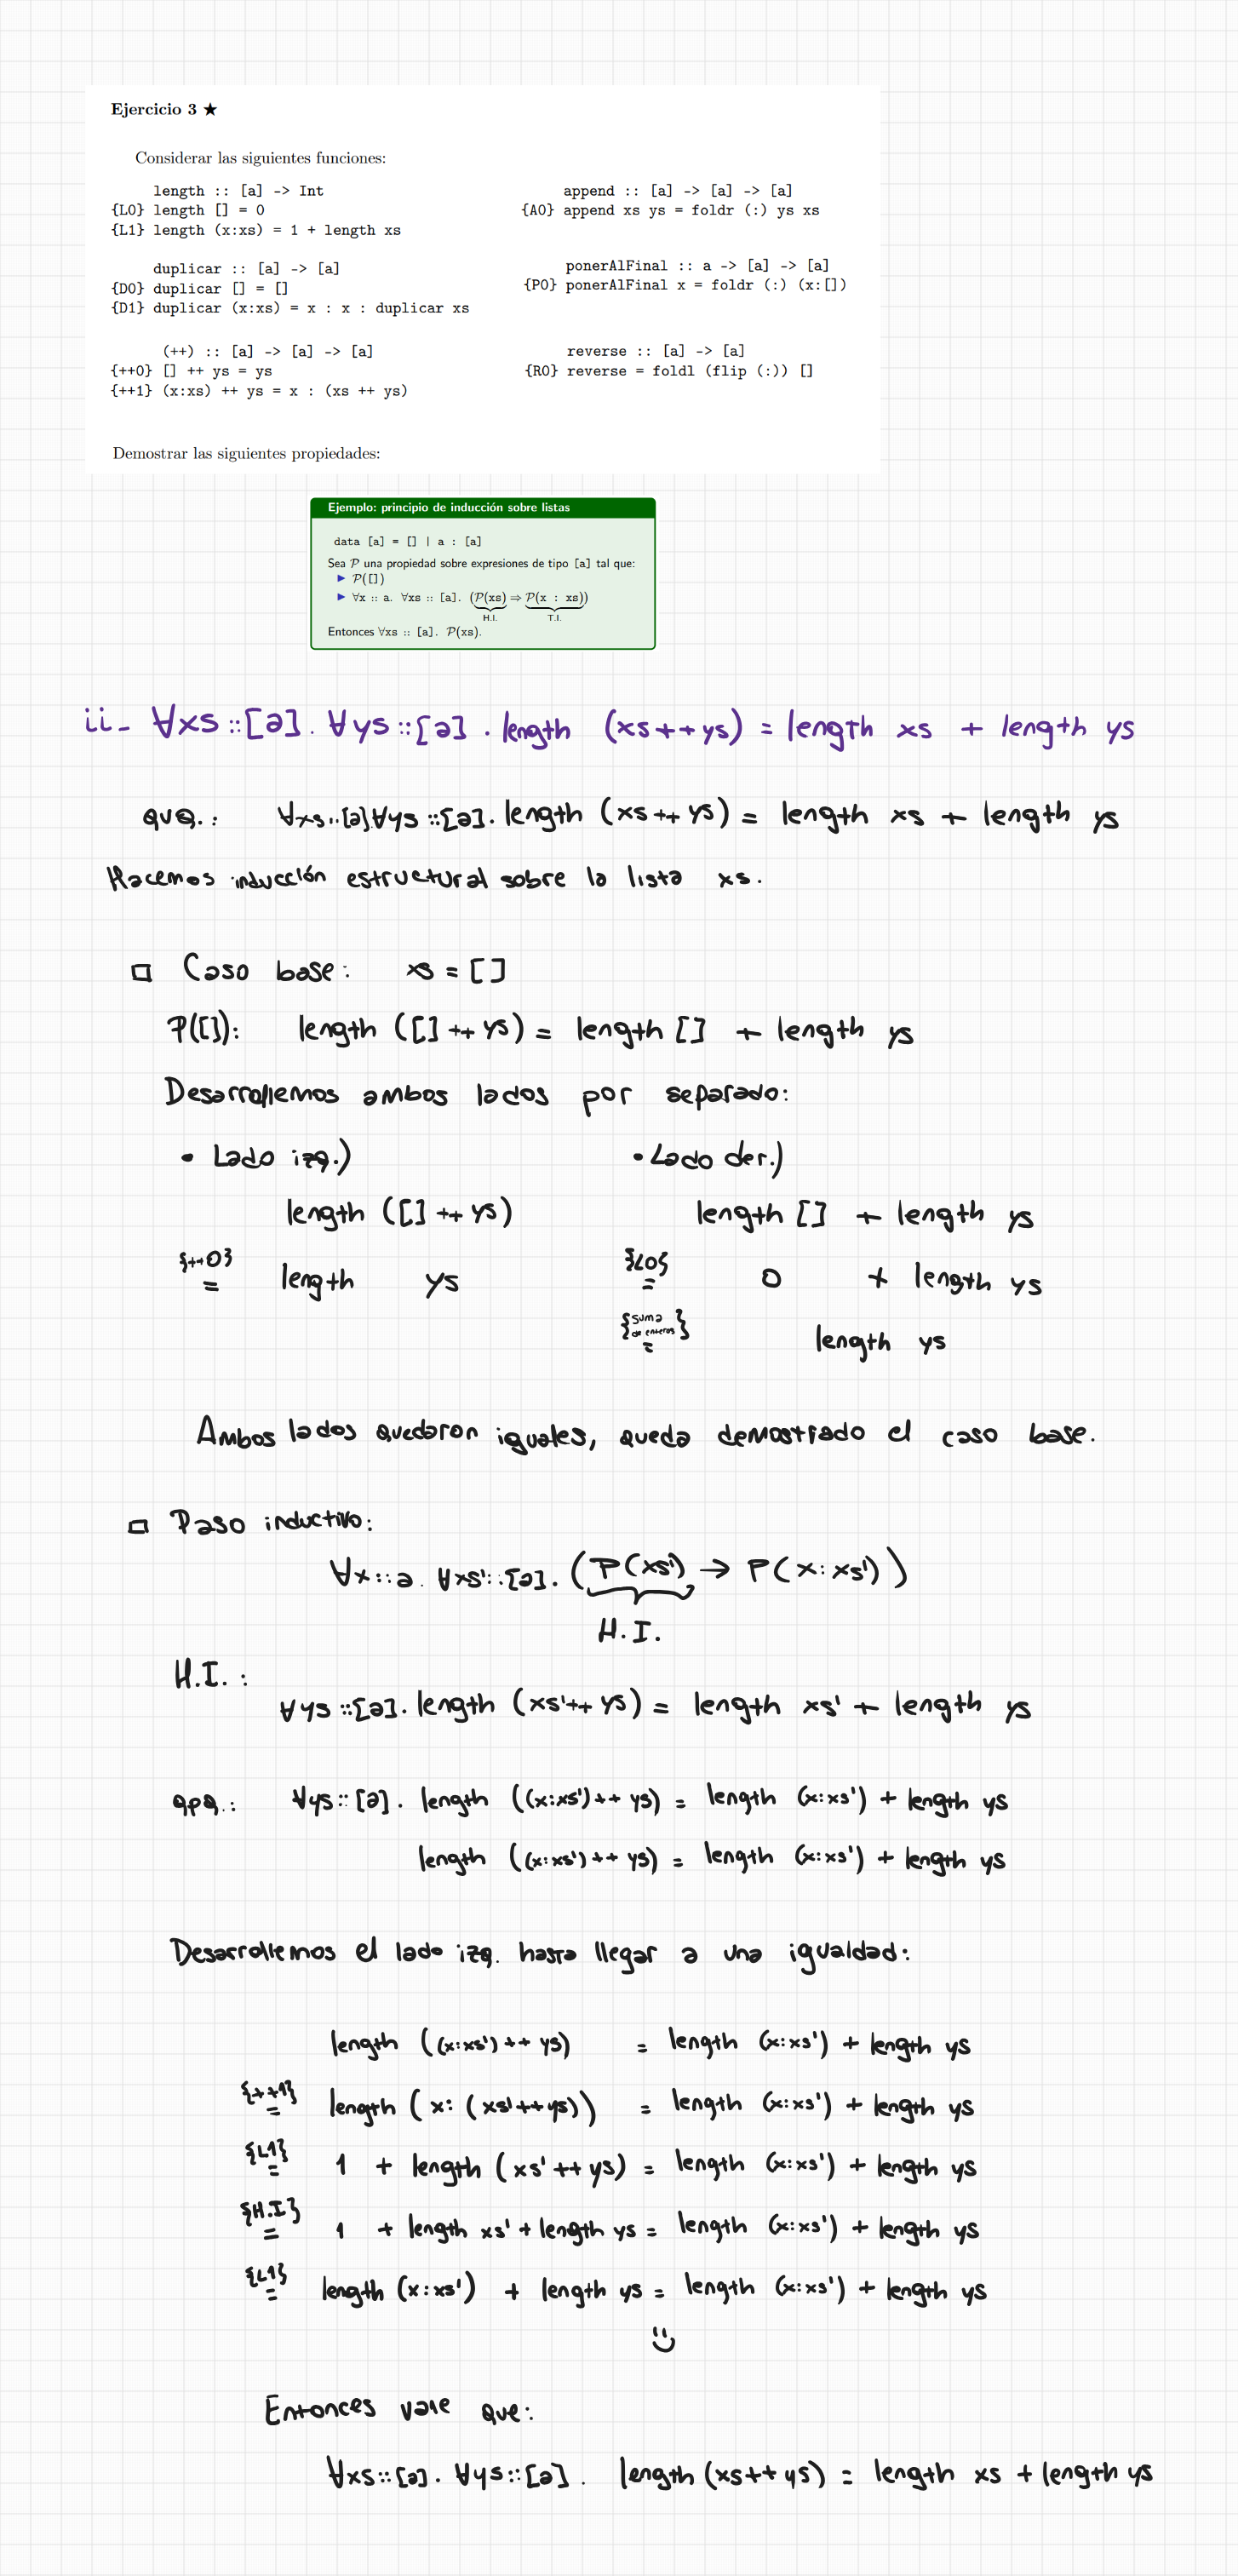 Ejercicio 3 ★
Considerar las siguientes funciones:
length :: [a] -> Int
{L0} length [] = 0
{L1} length (x:xs) = 1 + length xs
append :: [a] -> [a] -> [a]
{A0} append xs ys = foldr (:) ys xs
duplicar :: [a] -> [a]
{D0} duplicar [] = []
{D1} duplicar (x:xs) = x : x : duplicar xs
ponerAlFinal :: a -> [a] -> [a]
{P0} ponerAlFinal x = foldr (:) (x:[])
(++) :: [a] -> [a] -> [a]
{++0} [] ++ ys = ys
{++1} (x:xs) ++ ys = x : (xs ++ ys)
reverse :: [a] -> [a]
{R0} reverse = foldl (flip (:)) []
Demostrar las siguientes propiedades:
Ejemplo: principio de inducción sobre listas
data [a] = [] | a : [a]
Sea P una propiedad sobre expresiones de tipo [a] tal que:
▶ P([])
▶ ∀x :: a. ∀xs :: [a]. (P(xs) ⇒ P(x : xs))
H.I. T.I.
Entonces ∀xs :: [a]. P(xs).
ii- ∀xs::[a]. ∀ys::[a]. length (xs++ys) = length xs + length ys
qvq.: ∀xs::[a].∀ys::[a]. length (xs++ys) = length xs + length ys
Hacemos inducción estructural sobre la lista xs.
□ Caso base: xs = []
P([]): length ([]++ys) = length [] + length ys
Desarrollemos ambos lados por separado:
• Lado izq.) • Lado der.)
length ([]++ys) length [] + length ys
{++0} = length ys {L0} = 0 + length ys
{suma de enteros} = length ys
Ambos lados quedaron iguales, queda demostrado el caso base.
□ Paso inductivo:
∀x::a. ∀xs'::[a]. (P(xs') → P(x:xs'))
H.I.
H.I.:
∀ys::[a]. length (xs'++ys) = length xs' + length ys
qpq.: ∀ys::[a]. length ((x:xs')++ys) = length (x:xs') + length ys
length ((x:xs')++ys) = length (x:xs') + length ys
Desarrollemos el lado izq. hasta llegar a una igualdad:
length ((x:xs')++ys) = length (x:xs') + length ys
{++1} = length (x:(xs'++ys)) = length (x:xs') + length ys
{L1} = 1 + length (xs'++ys) = length (x:xs') + length ys
{H.I} = 1 + length xs' + length ys = length (x:xs') + length ys
{L1} = length (x:xs') + length ys = length (x:xs') + length ys
Entonces vale que:
∀xs::[a]. ∀ys::[a]. length (xs++ys) = length xs + length ys